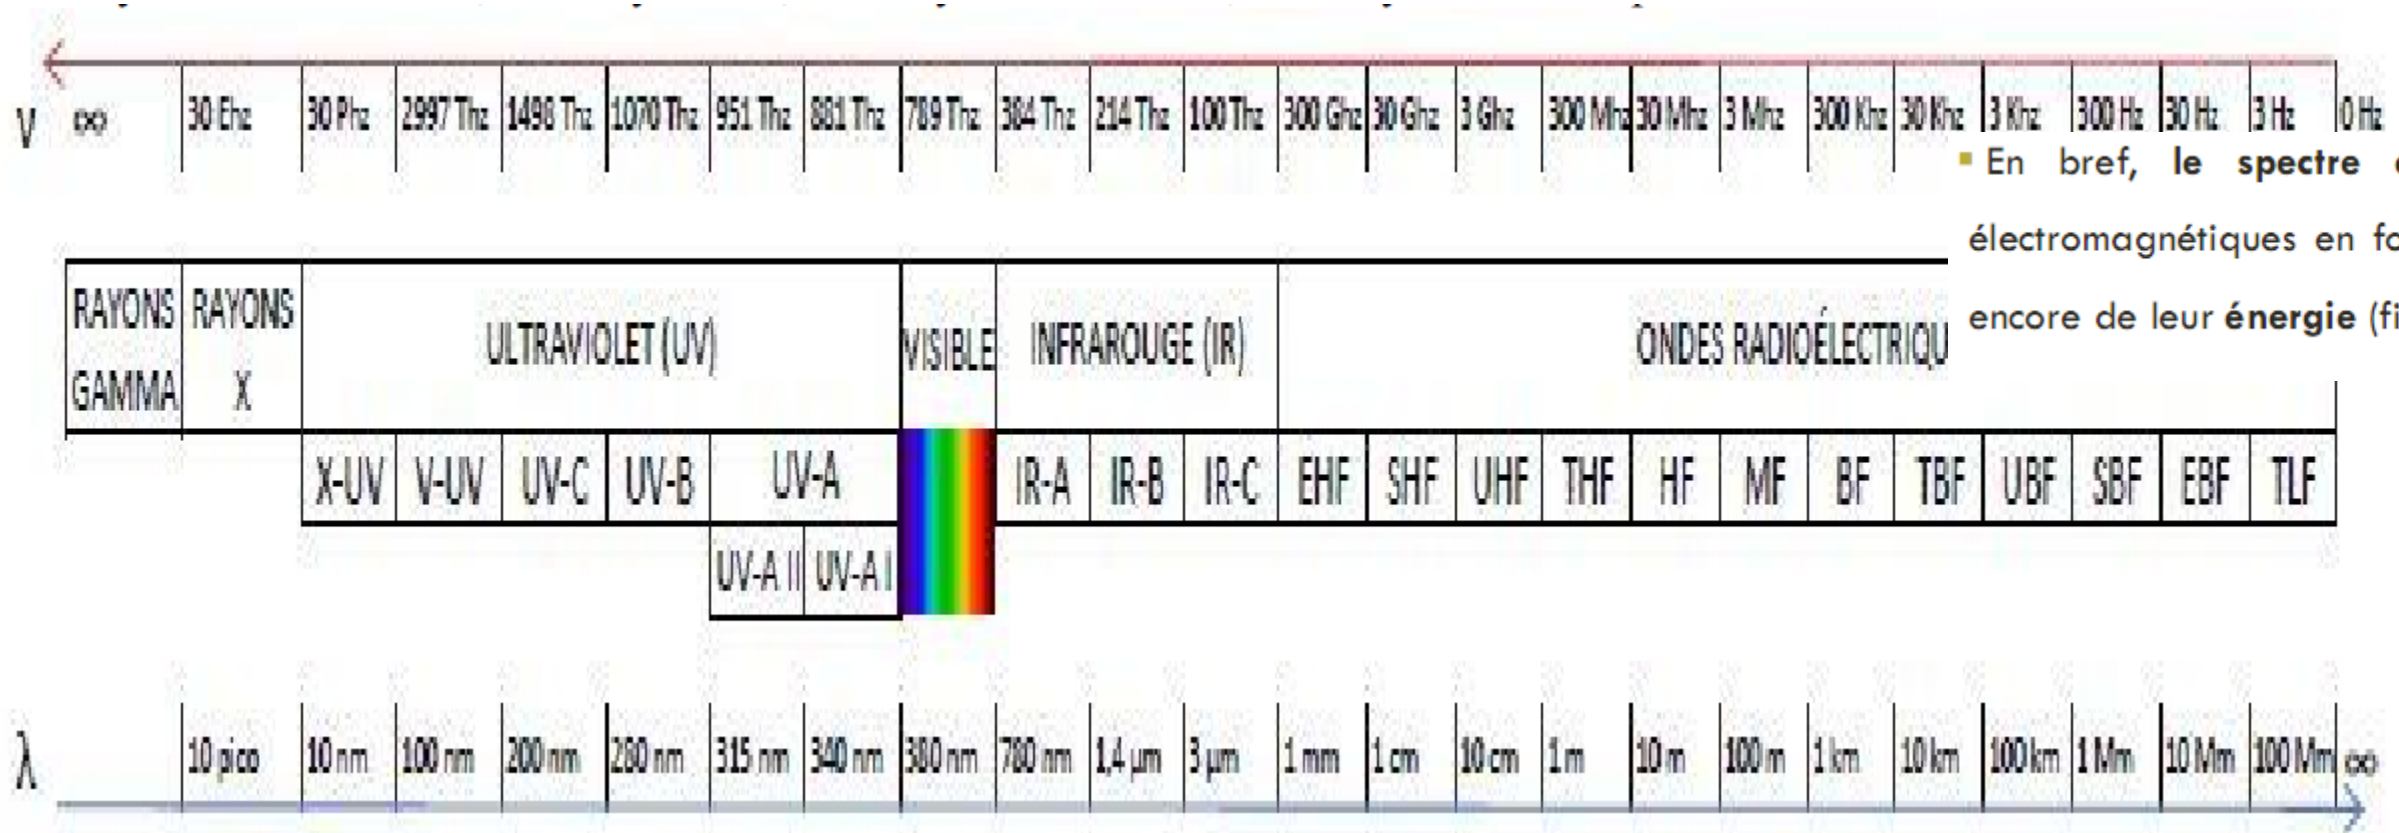 ν ∞ 30 Ehz 30 Phz 2997 Thz 1498 Thz 1070 Thz 951 Thz 881 Thz 789 Thz 384 Thz 214 Thz 100 Thz 300 Ghz 30 Ghz 3 Ghz 300 Mhz 30 Mhz 3 Mhz 300 Khz 30 Khz 3 Khz 300 Hz 30 Hz 3 Hz 0 Hz
▪ En bref, le spectre
électromagnétiques en
encore de leur énergie
RAYONS GAMMA
RAYONS X
ULTRAVIOLET (UV)
VISIBLE
INFRAROUGE (IR)
ONDES RADIOÉLECTRIQU
X-UV V-UV UV-C UV-B UV-A IR-A IR-B IR-C EHF SHF UHF THF HF MF BF TBF UBF SBF EBF TLF
UV-A II UV-A I
λ 10 pico 10 nm 100 nm 200 nm 280 nm 315 nm 340 nm 380 nm 780 nm 1,4 µm 3 µm 1 mm 1 cm 10 cm 1 m 10 m 100 m 1 km 10 km 100 km 1 Mm 10 Mm 100 Mm ∞